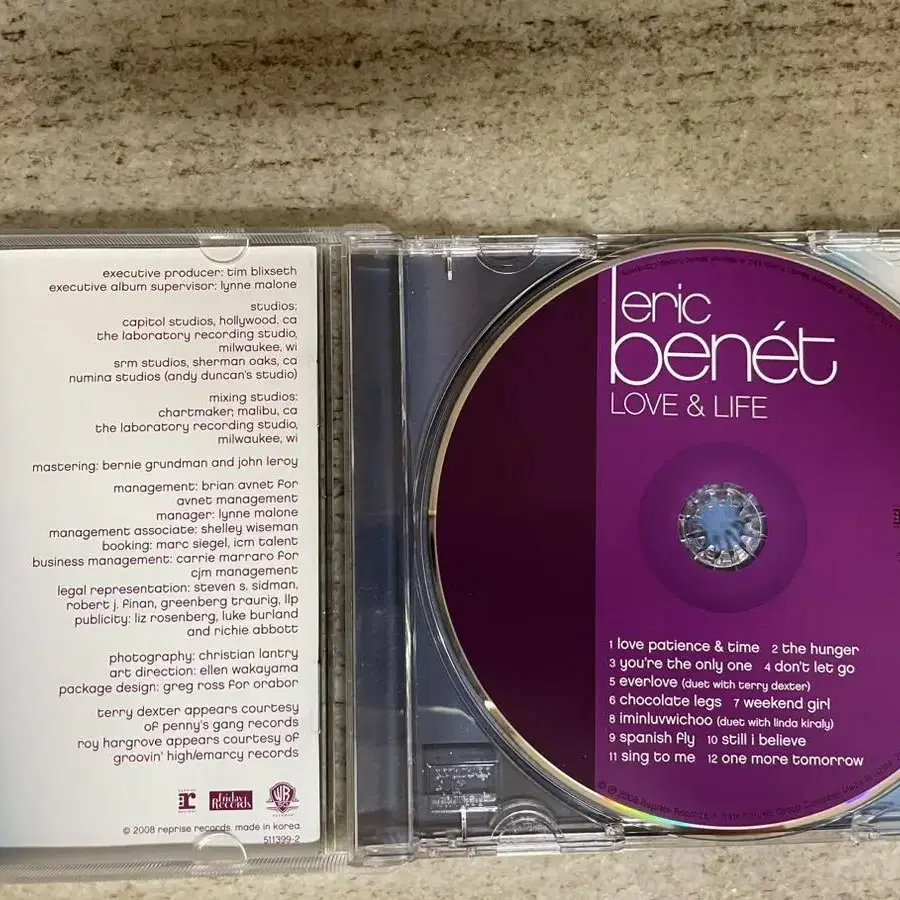 executive producer: tim blixseth
executive album supervisor: lynne malone
studios:
capitol studios, hollywood, ca
the laboratory recording studio,
milwaukee, wi
srm studios, sherman oaks, ca
numina studios (andy duncan's studio)
mixing studios:
chartmaker, malibu, ca
the laboratory recording studio,
milwaukee, wi
mastering: bernie grundman and john leroy
management: brian avnet for
avnet management
manager: lynne malone
management associate: shelley wiseman
booking: marc siegel, icm talent
business management: carrie marraro for
cjm management
legal representation: steven s. sidman,
robert j. finan, greenberg traurig, llp
publicity: liz rosenberg, luke burland
and richie abbott
photography: christian lantry
art direction: ellen wakayama
package design: greg ross for orabor
terry dexter appears courtesy
of penny's gang records
roy hargrove appears courtesy of
groovin' high/emarcy records
friday records
© 2008 reprise records. made in korea.
511399-2
eric
benét
LOVE & LIFE
1 love patience & time 2 the hunger
3 you're the only one 4 don't let go
5 everlove (duet with terry dexter)
6 chocolate legs 7 weekend girl
8 iminluvwichoo (duet with linda kiraly)
9 spanish fly 10 still i believe
11 sing to me 12 one more tomorrow
℗ © 2008 Reprise Records